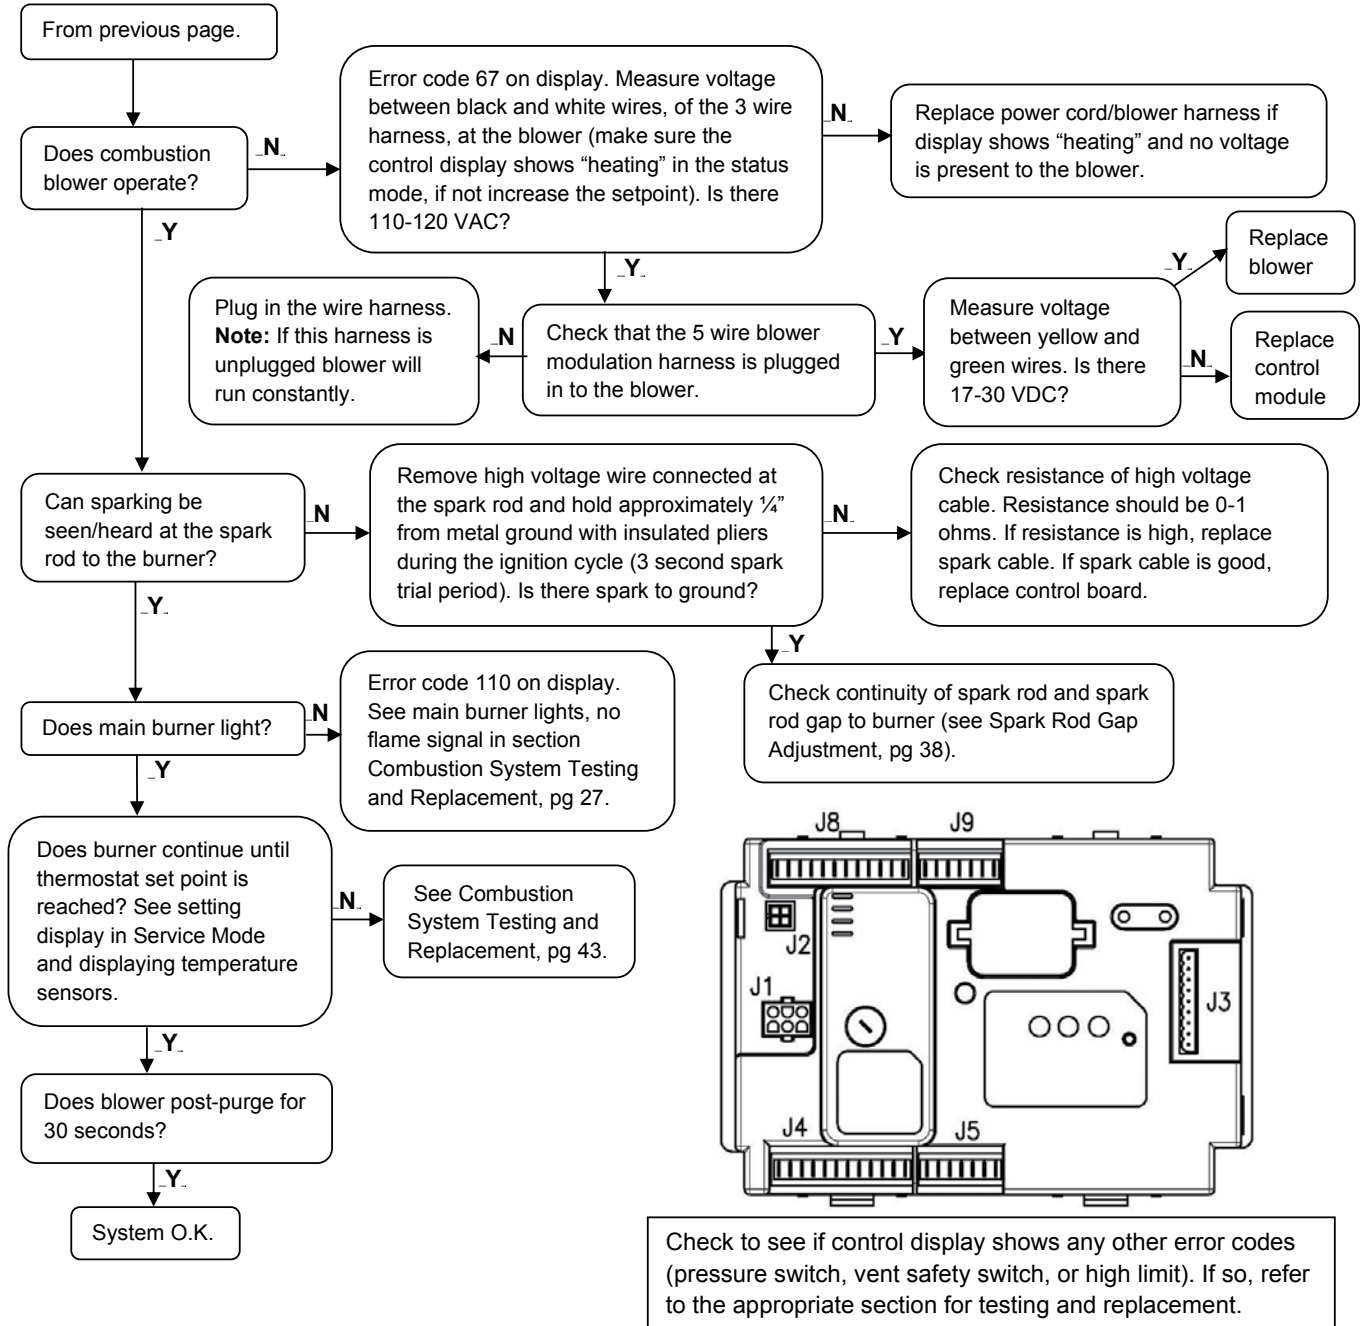 From previous page.
Does combustion
blower operate?
N
Y
Error code 67 on display. Measure voltage
between black and white wires, of the 3 wire
harness, at the blower (make sure the
control display shows “heating” in the status
mode, if not increase the setpoint). Is there
110-120 VAC?
N
Y
Replace power cord/blower harness if
display shows “heating” and no voltage
is present to the blower.
Plug in the wire harness.
Note: If this harness is
unplugged blower will
run constantly.
N
Check that the 5 wire blower
modulation harness is plugged
in to the blower.
Y
Measure voltage
between yellow and
green wires. Is there
17-30 VDC?
Y
Replace
blower
N
Replace
control
module
Can sparking be
seen/heard at the spark
rod to the burner?
N
Y
Remove high voltage wire connected at
the spark rod and hold approximately ¼”
from metal ground with insulated pliers
during the ignition cycle (3 second spark
trial period). Is there spark to ground?
N
Y
Check resistance of high voltage
cable. Resistance should be 0-1
ohms. If resistance is high, replace
spark cable. If spark cable is good,
replace control board.
Check continuity of spark rod and spark
rod gap to burner (see Spark Rod Gap
Adjustment, pg 38).
Does main burner light?
N
Y
Error code 110 on display.
See main burner lights, no
flame signal in section
Combustion System Testing
and Replacement, pg 27.
Does burner continue until
thermostat set point is
reached? See setting
display in Service Mode
and displaying temperature
sensors.
N
Y
See Combustion
System Testing and
Replacement, pg 43.
Does blower post-purge for
30 seconds?
Y
System O.K.
J8
J9
J2
J1
J3
J4
J5
Check to see if control display shows any other error codes
(pressure switch, vent safety switch, or high limit). If so, refer
to the appropriate section for testing and replacement.